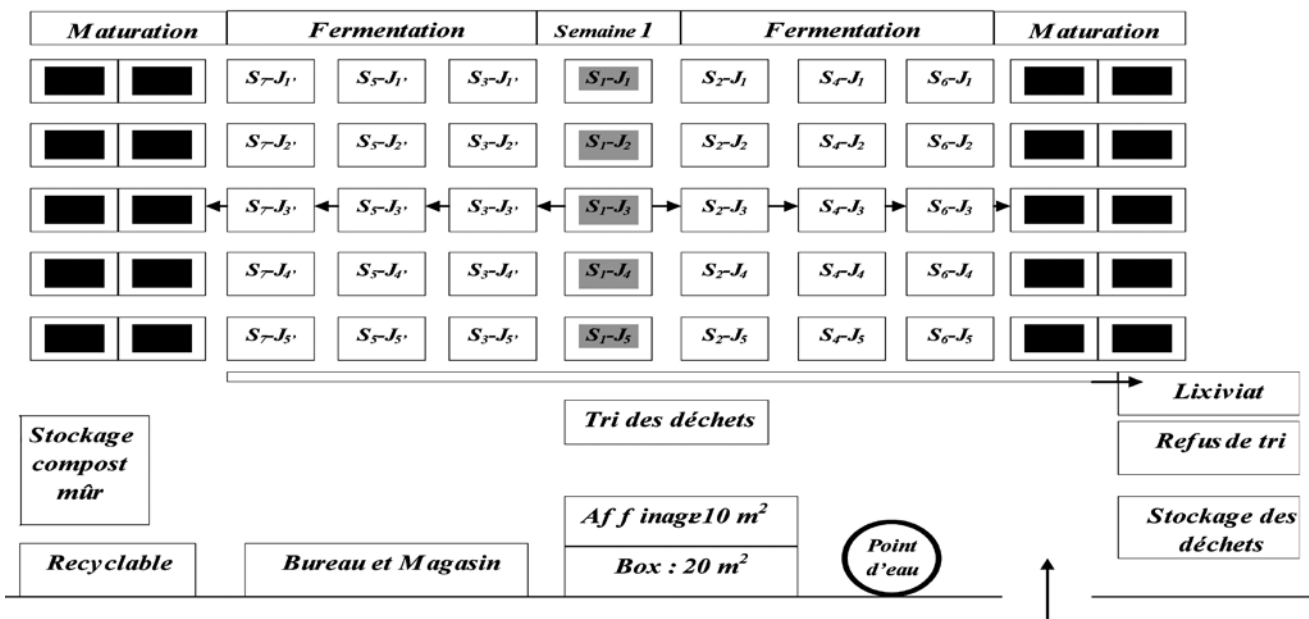 Maturation Fermentation Semaine 1 Fermentation Maturation
S₇-J₁' S₅-J₁' S₃-J₁' S₁-J₁ S₂-J₁ S₄-J₁ S₆-J₁
S₇-J₂' S₅-J₂' S₃-J₂' S₁-J₂ S₂-J₂ S₄-J₂ S₆-J₂
S₇-J₃' S₅-J₃' S₃-J₃' S₁-J₃ S₂-J₃ S₄-J₃ S₆-J₃
S₇-J₄' S₅-J₄' S₃-J₄' S₁-J₄ S₂-J₄ S₄-J₄ S₆-J₄
S₇-J₅' S₅-J₅' S₃-J₅' S₁-J₅ S₂-J₅ S₄-J₅ S₆-J₅
Lixiviat
Tri des déchets
Refus de tri
Stockage
compost
mûr
Affinage 10 m²
Stockage des
déchets
Recyclable
Bureau et Magasin
Box : 20 m²
Point
d'eau